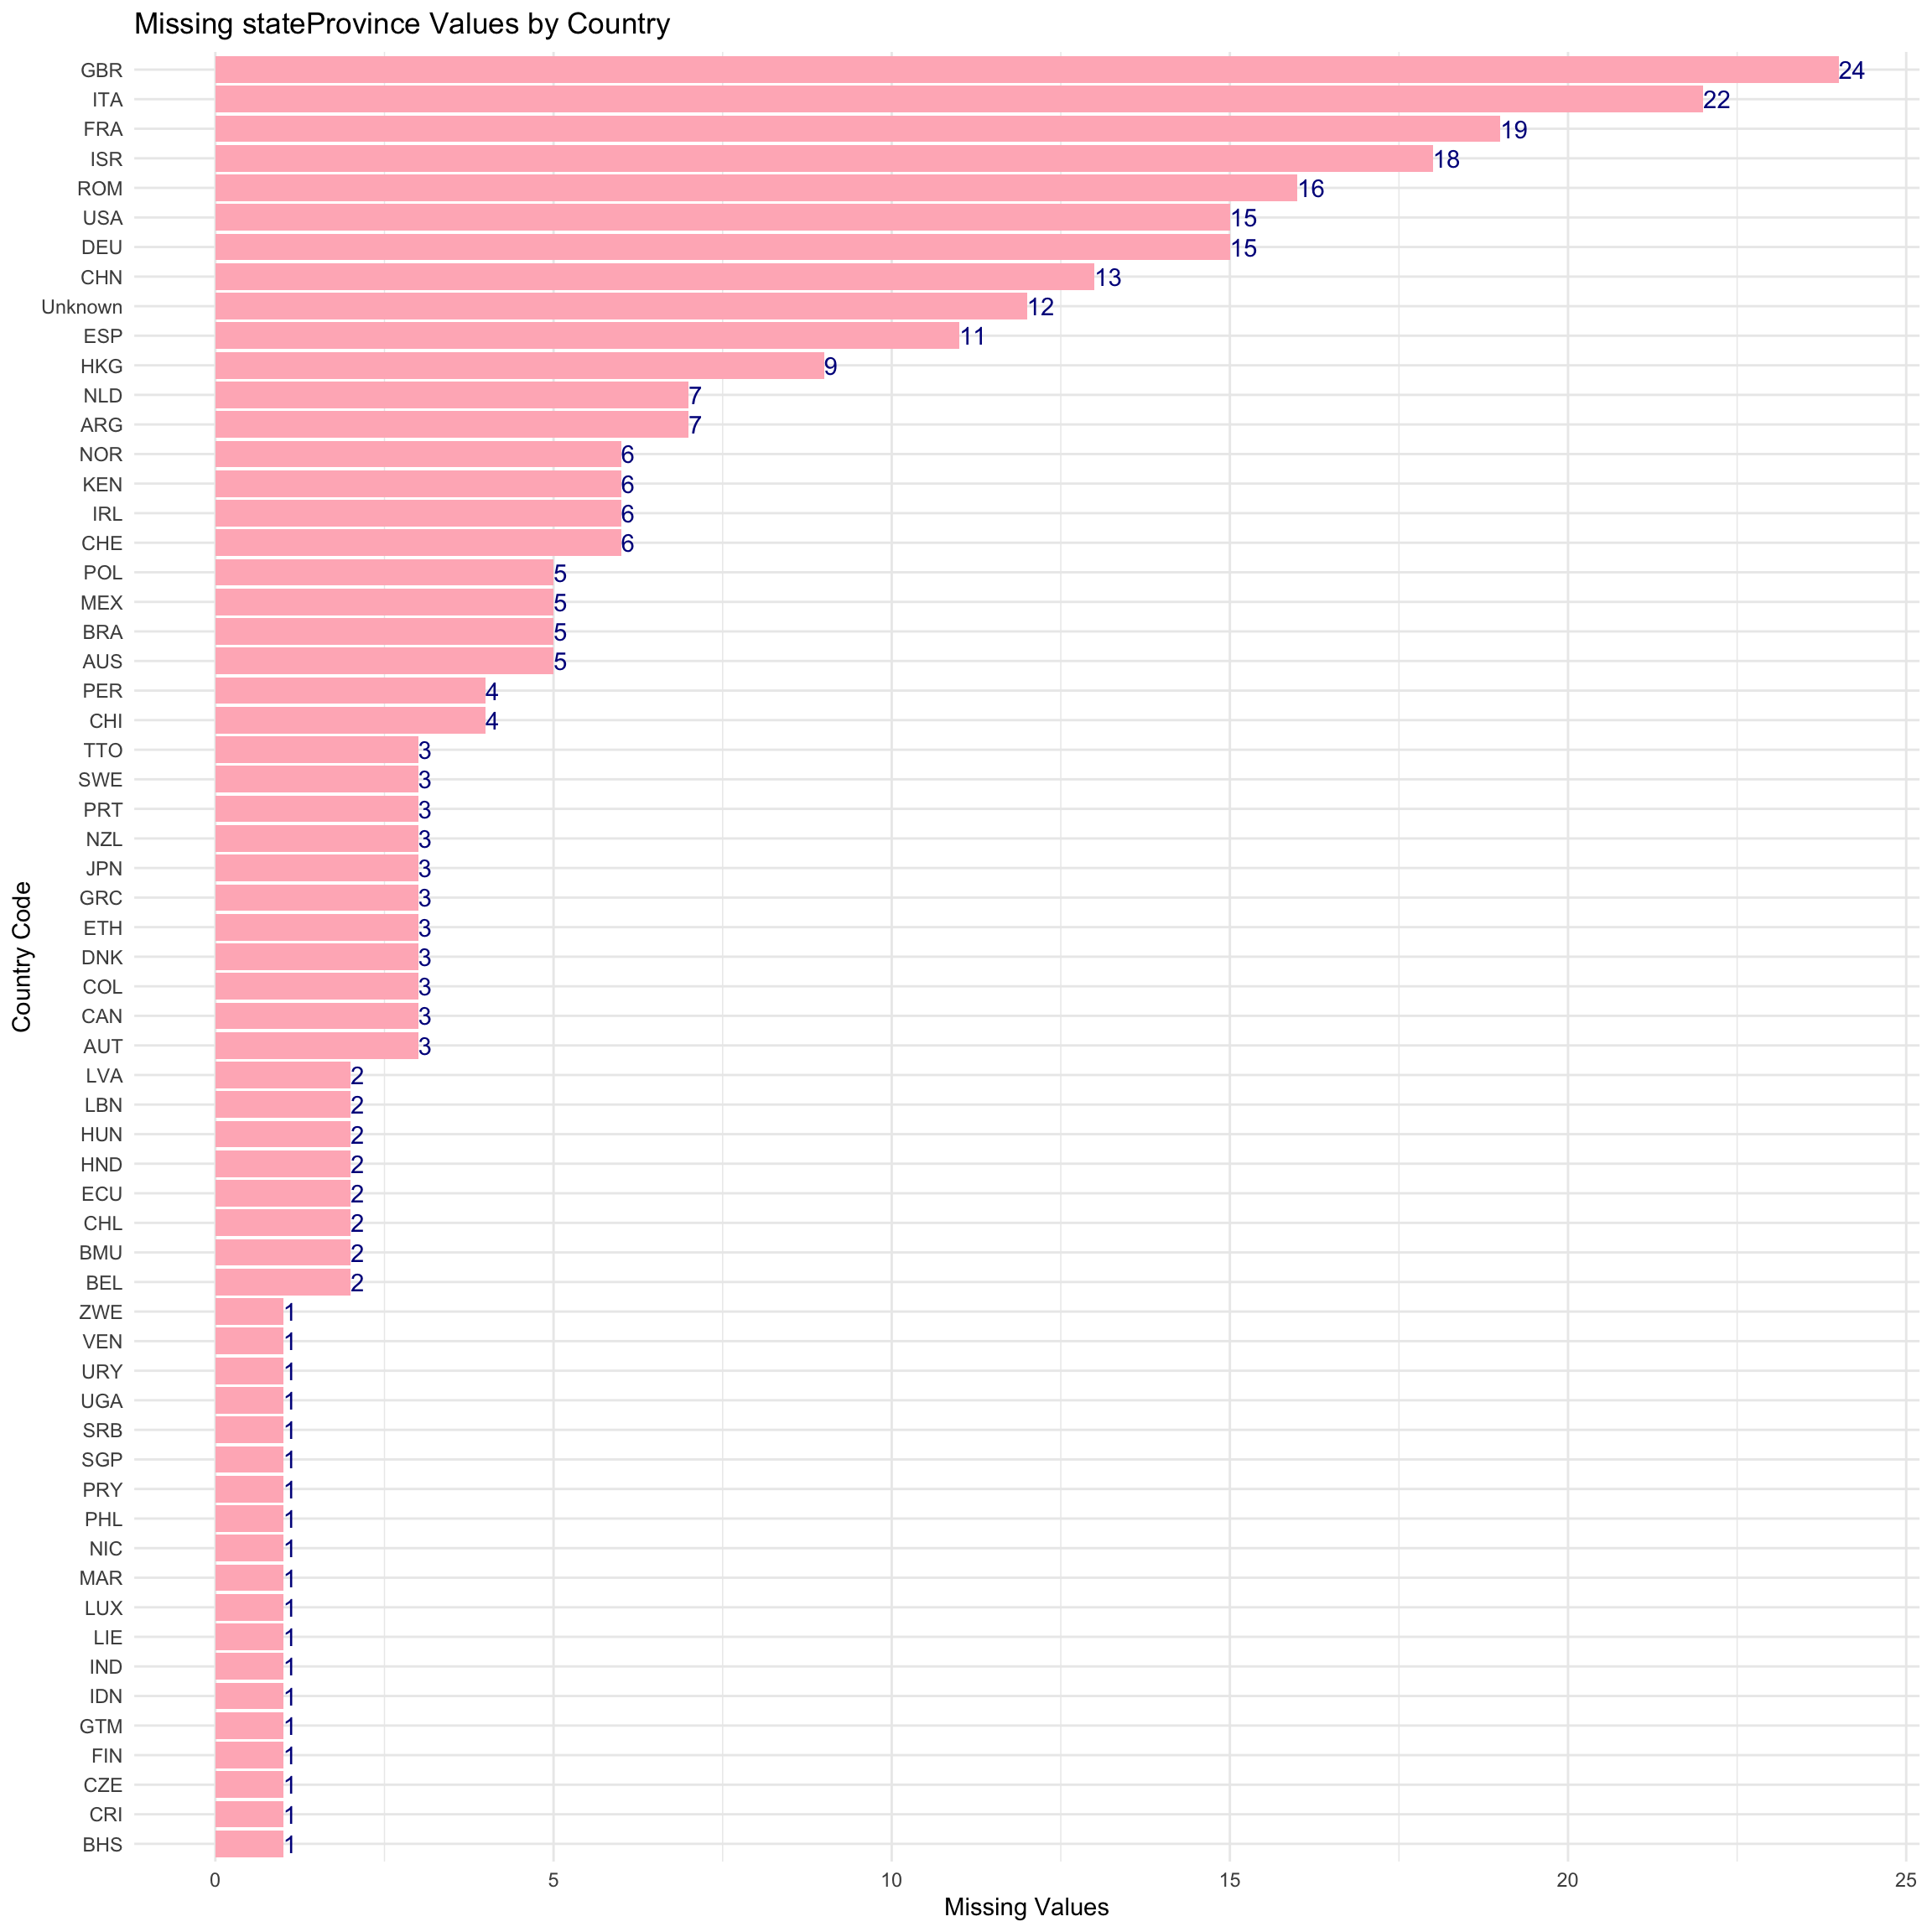 Missing stateProvince Values by Country
GBR 24
ITA 22
FRA 19
ISR 18
ROM 16
USA 15
DEU 15
CHN 13
Unknown 12
ESP 11
HKG 9
NLD 7
ARG 7
NOR 6
KEN 6
IRL 6
CHE 6
POL 5
MEX 5
BRA 5
AUS 5
PER 4
CHI 4
TTO 3
SWE 3
PRT 3
NZL 3
JPN 3
GRC 3
ETH 3
DNK 3
COL 3
CAN 3
AUT 3
LVA 2
LBN 2
HUN 2
HND 2
ECU 2
CHL 2
BMU 2
BEL 2
ZWE 1
VEN 1
URY 1
UGA 1
SRB 1
SGP 1
PRY 1
PHL 1
NIC 1
MAR 1
LUX 1
LIE 1
IND 1
IDN 1
GTM 1
FIN 1
CZE 1
CRI 1
BHS 1
0 5 10 15 20 25
Missing Values
Country Code